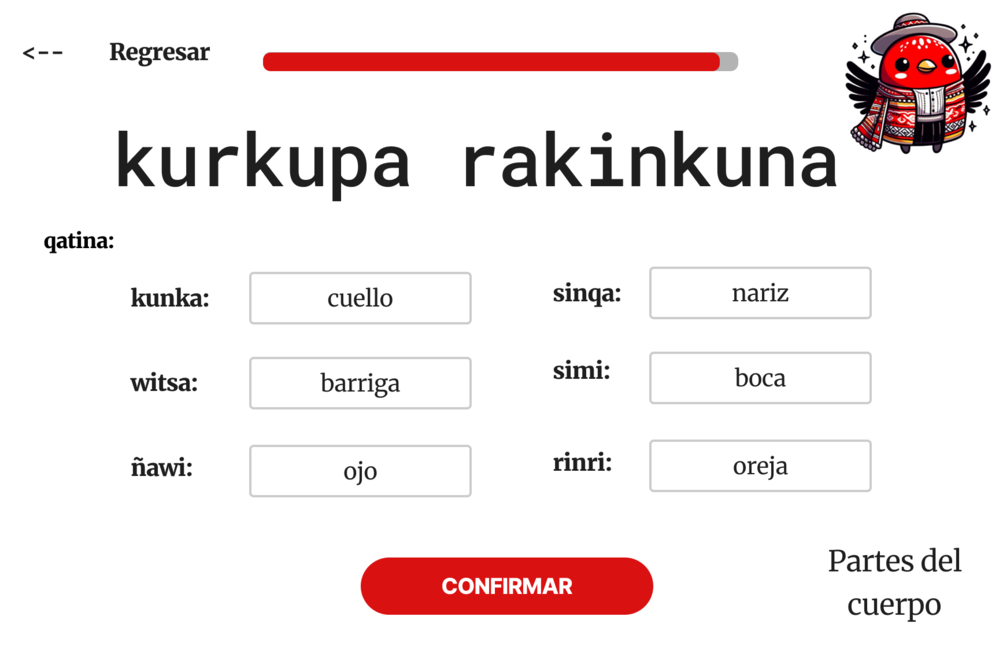 <-- Regresar
kurkupa rakinkuna
qatina:
kunka: cuello
sinqa: nariz
witsa: barriga
simi: boca
ñawi: ojo
rinri: oreja
CONFIRMAR
Partes del
cuerpo